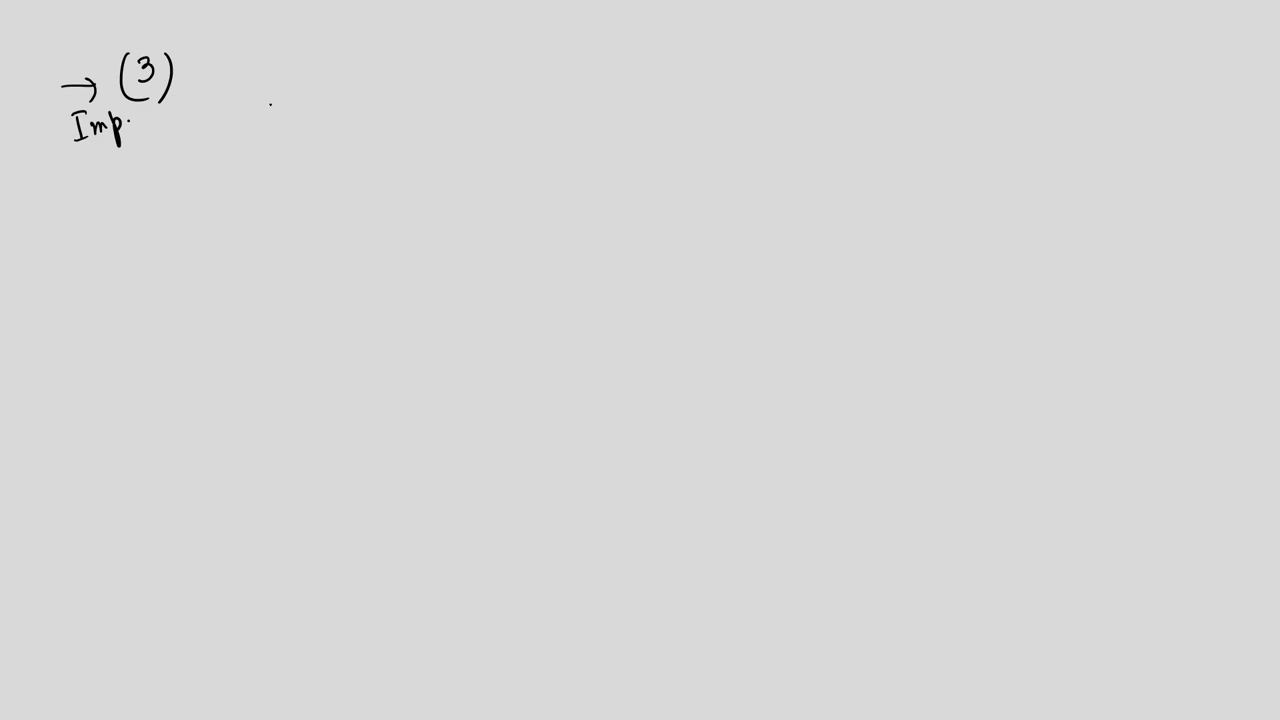 → (3)
Imp.